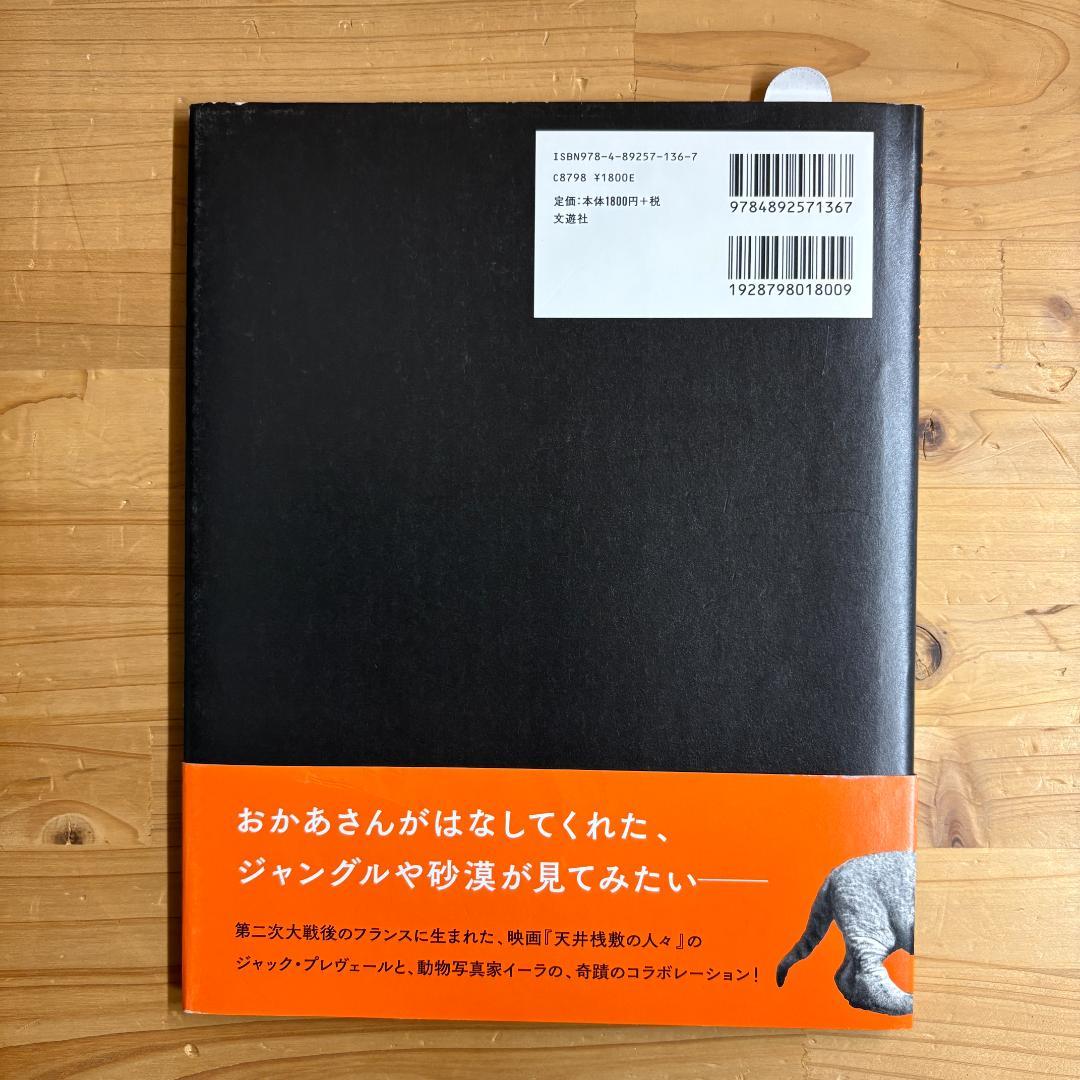 ISBN978-4-89257-136-7
C8798 ¥1800E
定価:本体1800円+税
文遊社
9784892571367
1928798018009
おかあさんがはなしてくれた、
ジャングルや砂漠が見てみたい――
第二次大戦後のフランスに生まれた、映画『天井桟敷の人々』の
ジャック・プレヴェールと、動物写真家イーラの、奇蹟のコラボレーション!